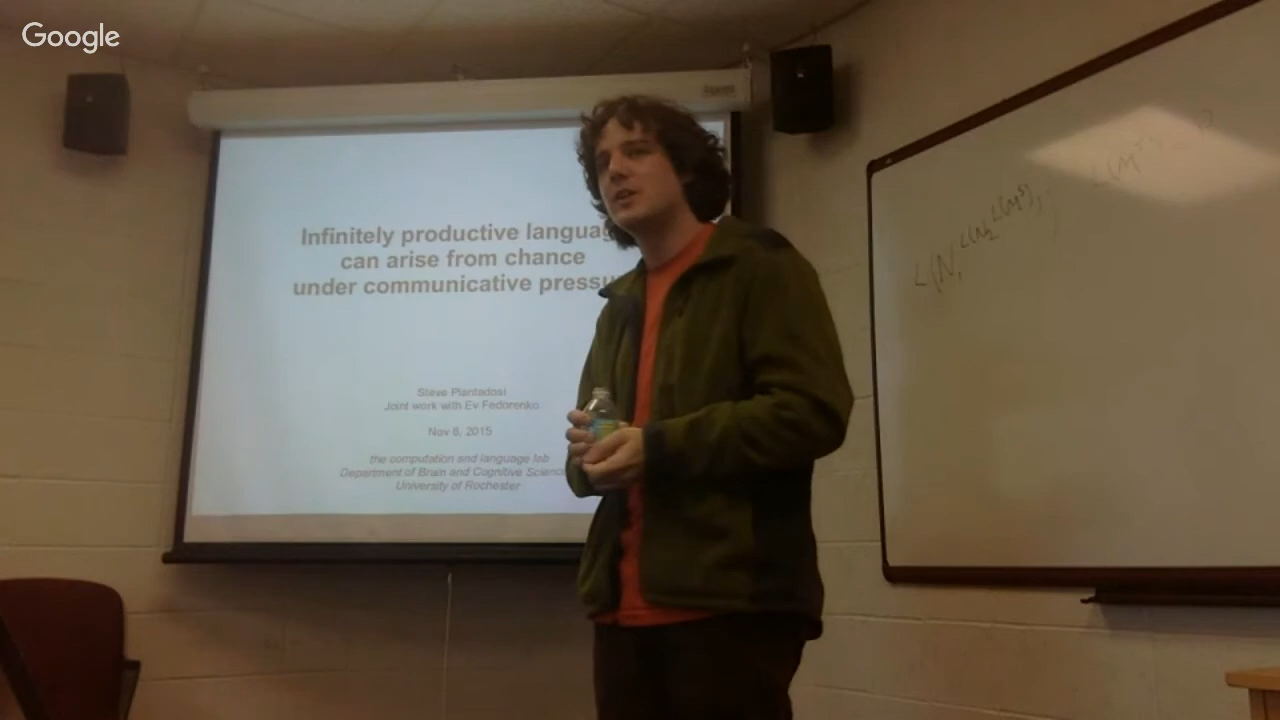 Google
Infinitely productive languag
can arise from chance
under communicative pressu
Steve Piantadosi
Joint work with Ev Fedorenko
Nov 6, 2015
the computation and language lab
Department of Brain and Cognitive Scienc
University of Rochester